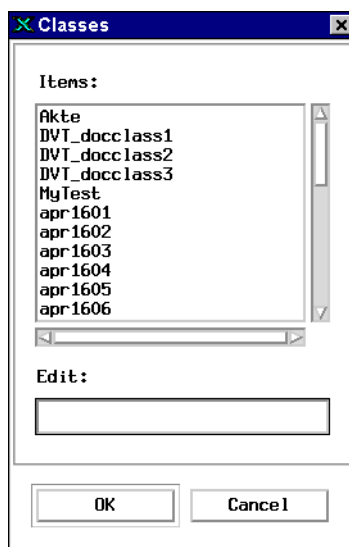 Classes
Items:
Akte
DVT_docclass1
DVT_docclass2
DVT_docclass3
MyTest
apr1601
apr1602
apr1603
apr1604
apr1605
apr1606
Edit:
OK
Cancel